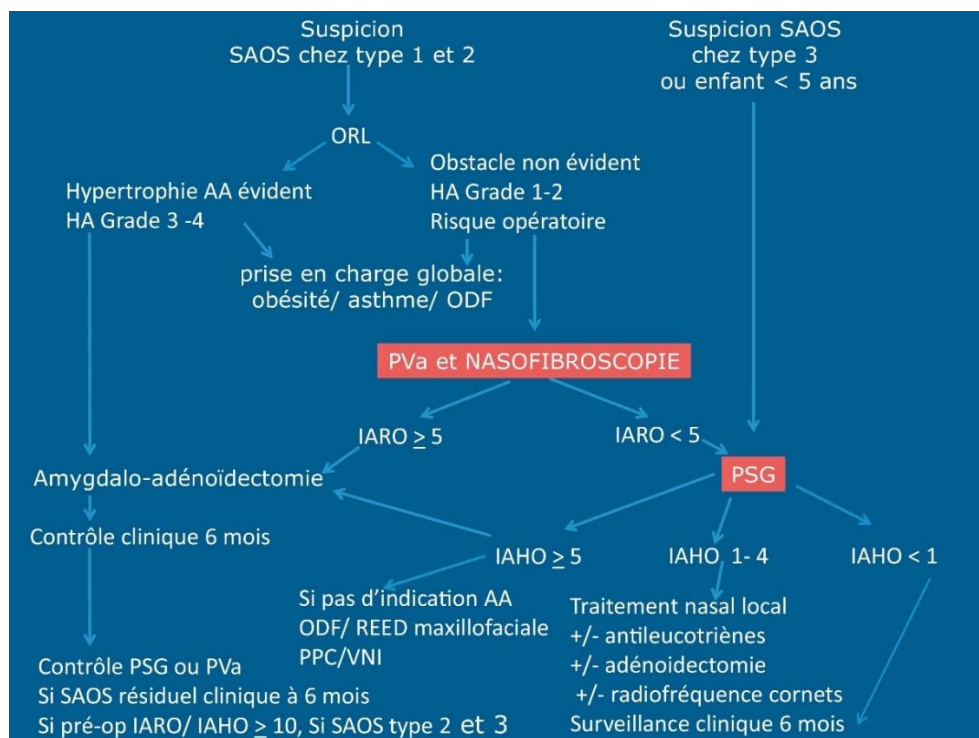 Suspicion
SAOS chez type 1 et 2
Suspicion SAOS
chez type 3
ou enfant < 5 ans
ORL
Hypertrophie AA évident
HA Grade 3 -4
Obstacle non évident
HA Grade 1-2
Risque opératoire
prise en charge globale:
obésité/ asthme/ ODF
PVa et NASOFIBROSCOPIE
IARO ≥ 5
IARO < 5
Amygdalo-adénoïdectomie
PSG
Contrôle clinique 6 mois
IAHO ≥ 5
IAHO 1- 4
IAHO < 1
Si pas d'indication AA
ODF/ REED maxillofaciale
PPC/VNI
Traitement nasal local
+/- antileucotriènes
+/- adénoidectomie
+/- radiofréquence cornets
Surveillance clinique 6 mois
Contrôle PSG ou PVa
Si SAOS résiduel clinique à 6 mois
Si pré-op IARO/ IAHO ≥ 10, Si SAOS type 2 et 3